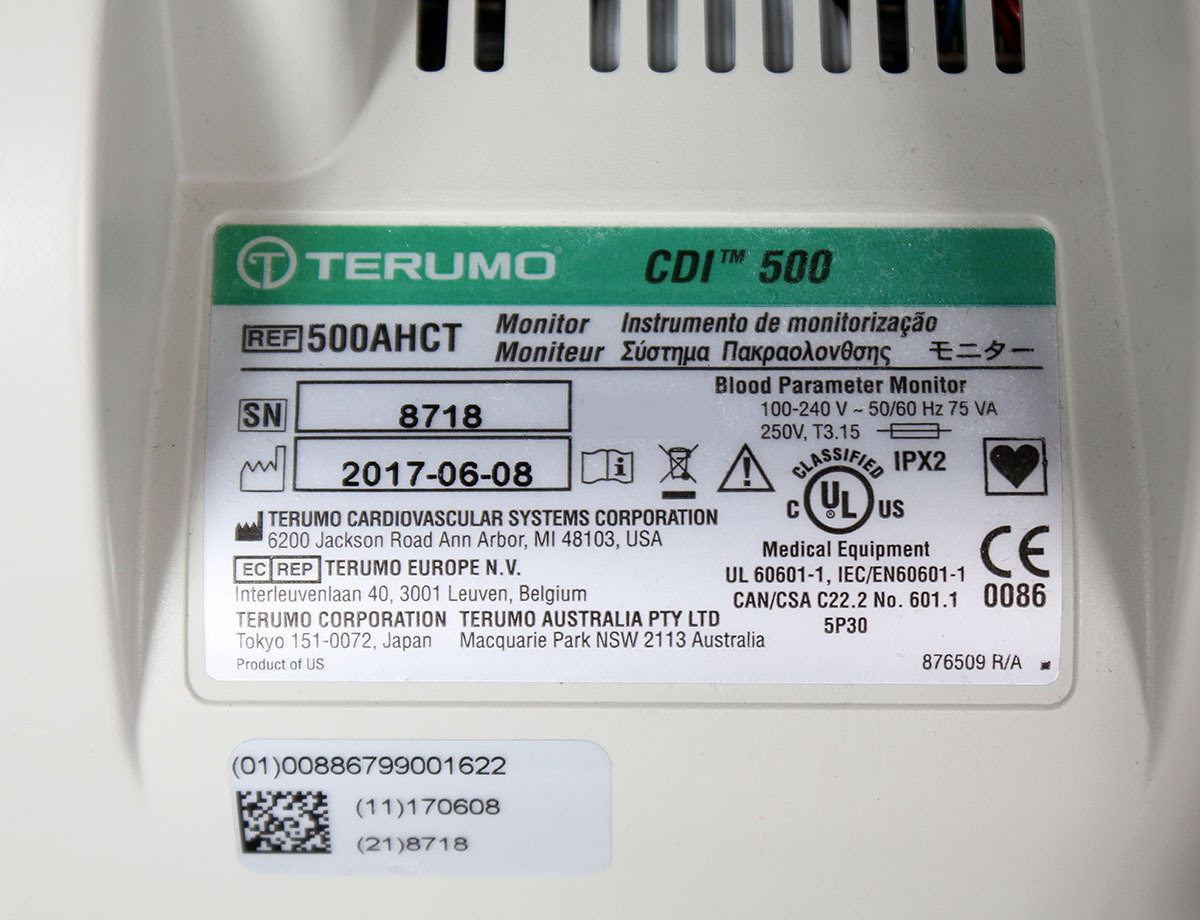 TERUMO® CDI™ 500
REF 500AHCT
Monitor Instrumento de monitorização
Moniteur Σύστημα Πακραολονθσης モニター
SN 8718
Blood Parameter Monitor
100-240 V ~ 50/60 Hz 75 VA
250V, T3.15
2017-06-08
CLASSIFIED IPX2
C UL® US
TERUMO CARDIOVASCULAR SYSTEMS CORPORATION
6200 Jackson Road Ann Arbor, MI 48103, USA
Medical Equipment
UL 60601-1, IEC/EN60601-1
CAN/CSA C22.2 No. 601.1
5P30
CE
0086
EC REP TERUMO EUROPE N.V.
Interleuvenlaan 40, 3001 Leuven, Belgium
TERUMO CORPORATION TERUMO AUSTRALIA PTY LTD
Tokyo 151-0072, Japan Macquarie Park NSW 2113 Australia
Product of US
876509 R/A
(01)00886799001622
(11)170608
(21)8718